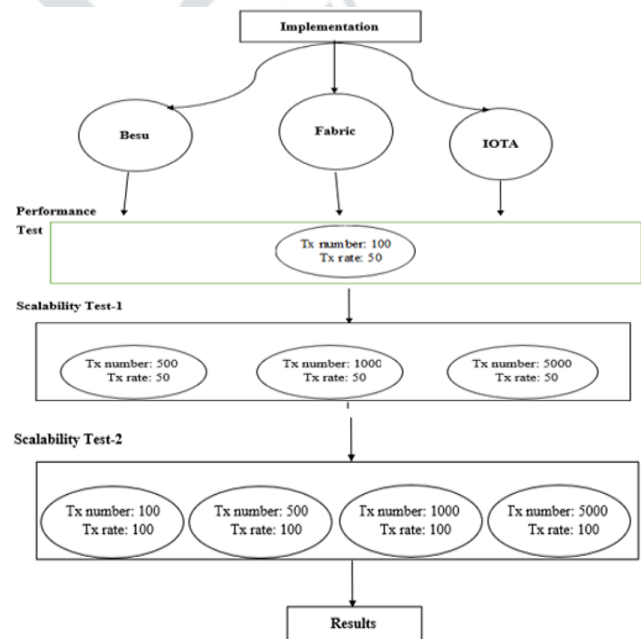 Implementation
Besu
Fabric
IOTA
Performance
Test
Tx number: 100
Tx rate: 50
Scalability Test-1
Tx number: 500
Tx rate: 50
Tx number: 1000
Tx rate: 50
Tx number: 5000
Tx rate: 50
Scalability Test-2
Tx number: 100
Tx rate: 100
Tx number: 500
Tx rate: 100
Tx number: 1000
Tx rate: 100
Tx number: 5000
Tx rate: 100
Results